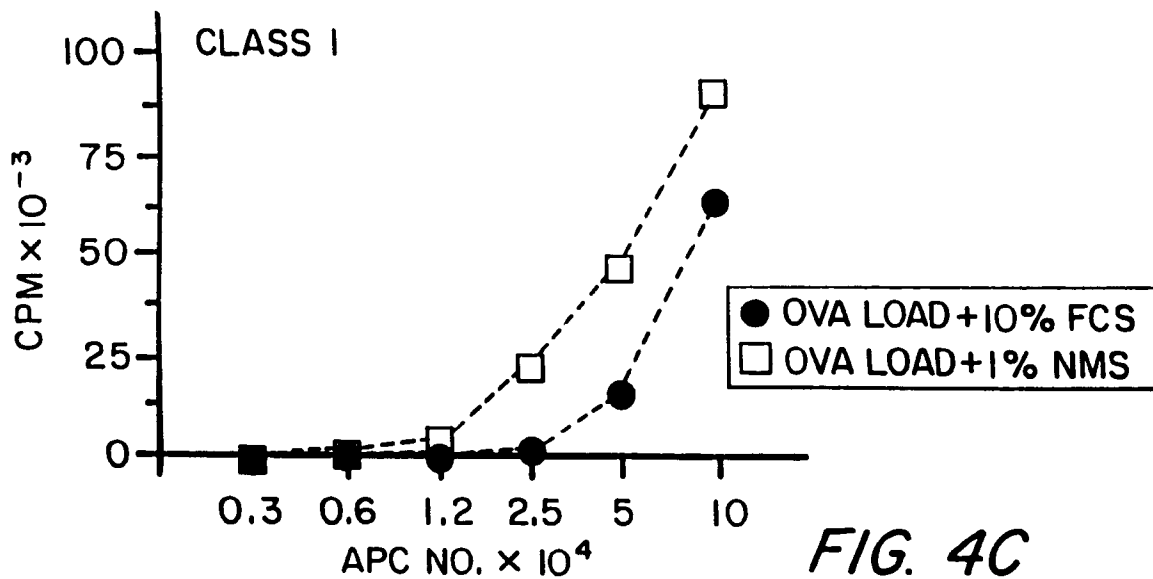 CLASS I
100
75
50
25
0
CPM × 10⁻³
0.3 0.6 1.2 2.5 5 10
APC NO. × 10⁴
OVA LOAD+10% FCS
OVA LOAD+1% NMS
FIG. 4C